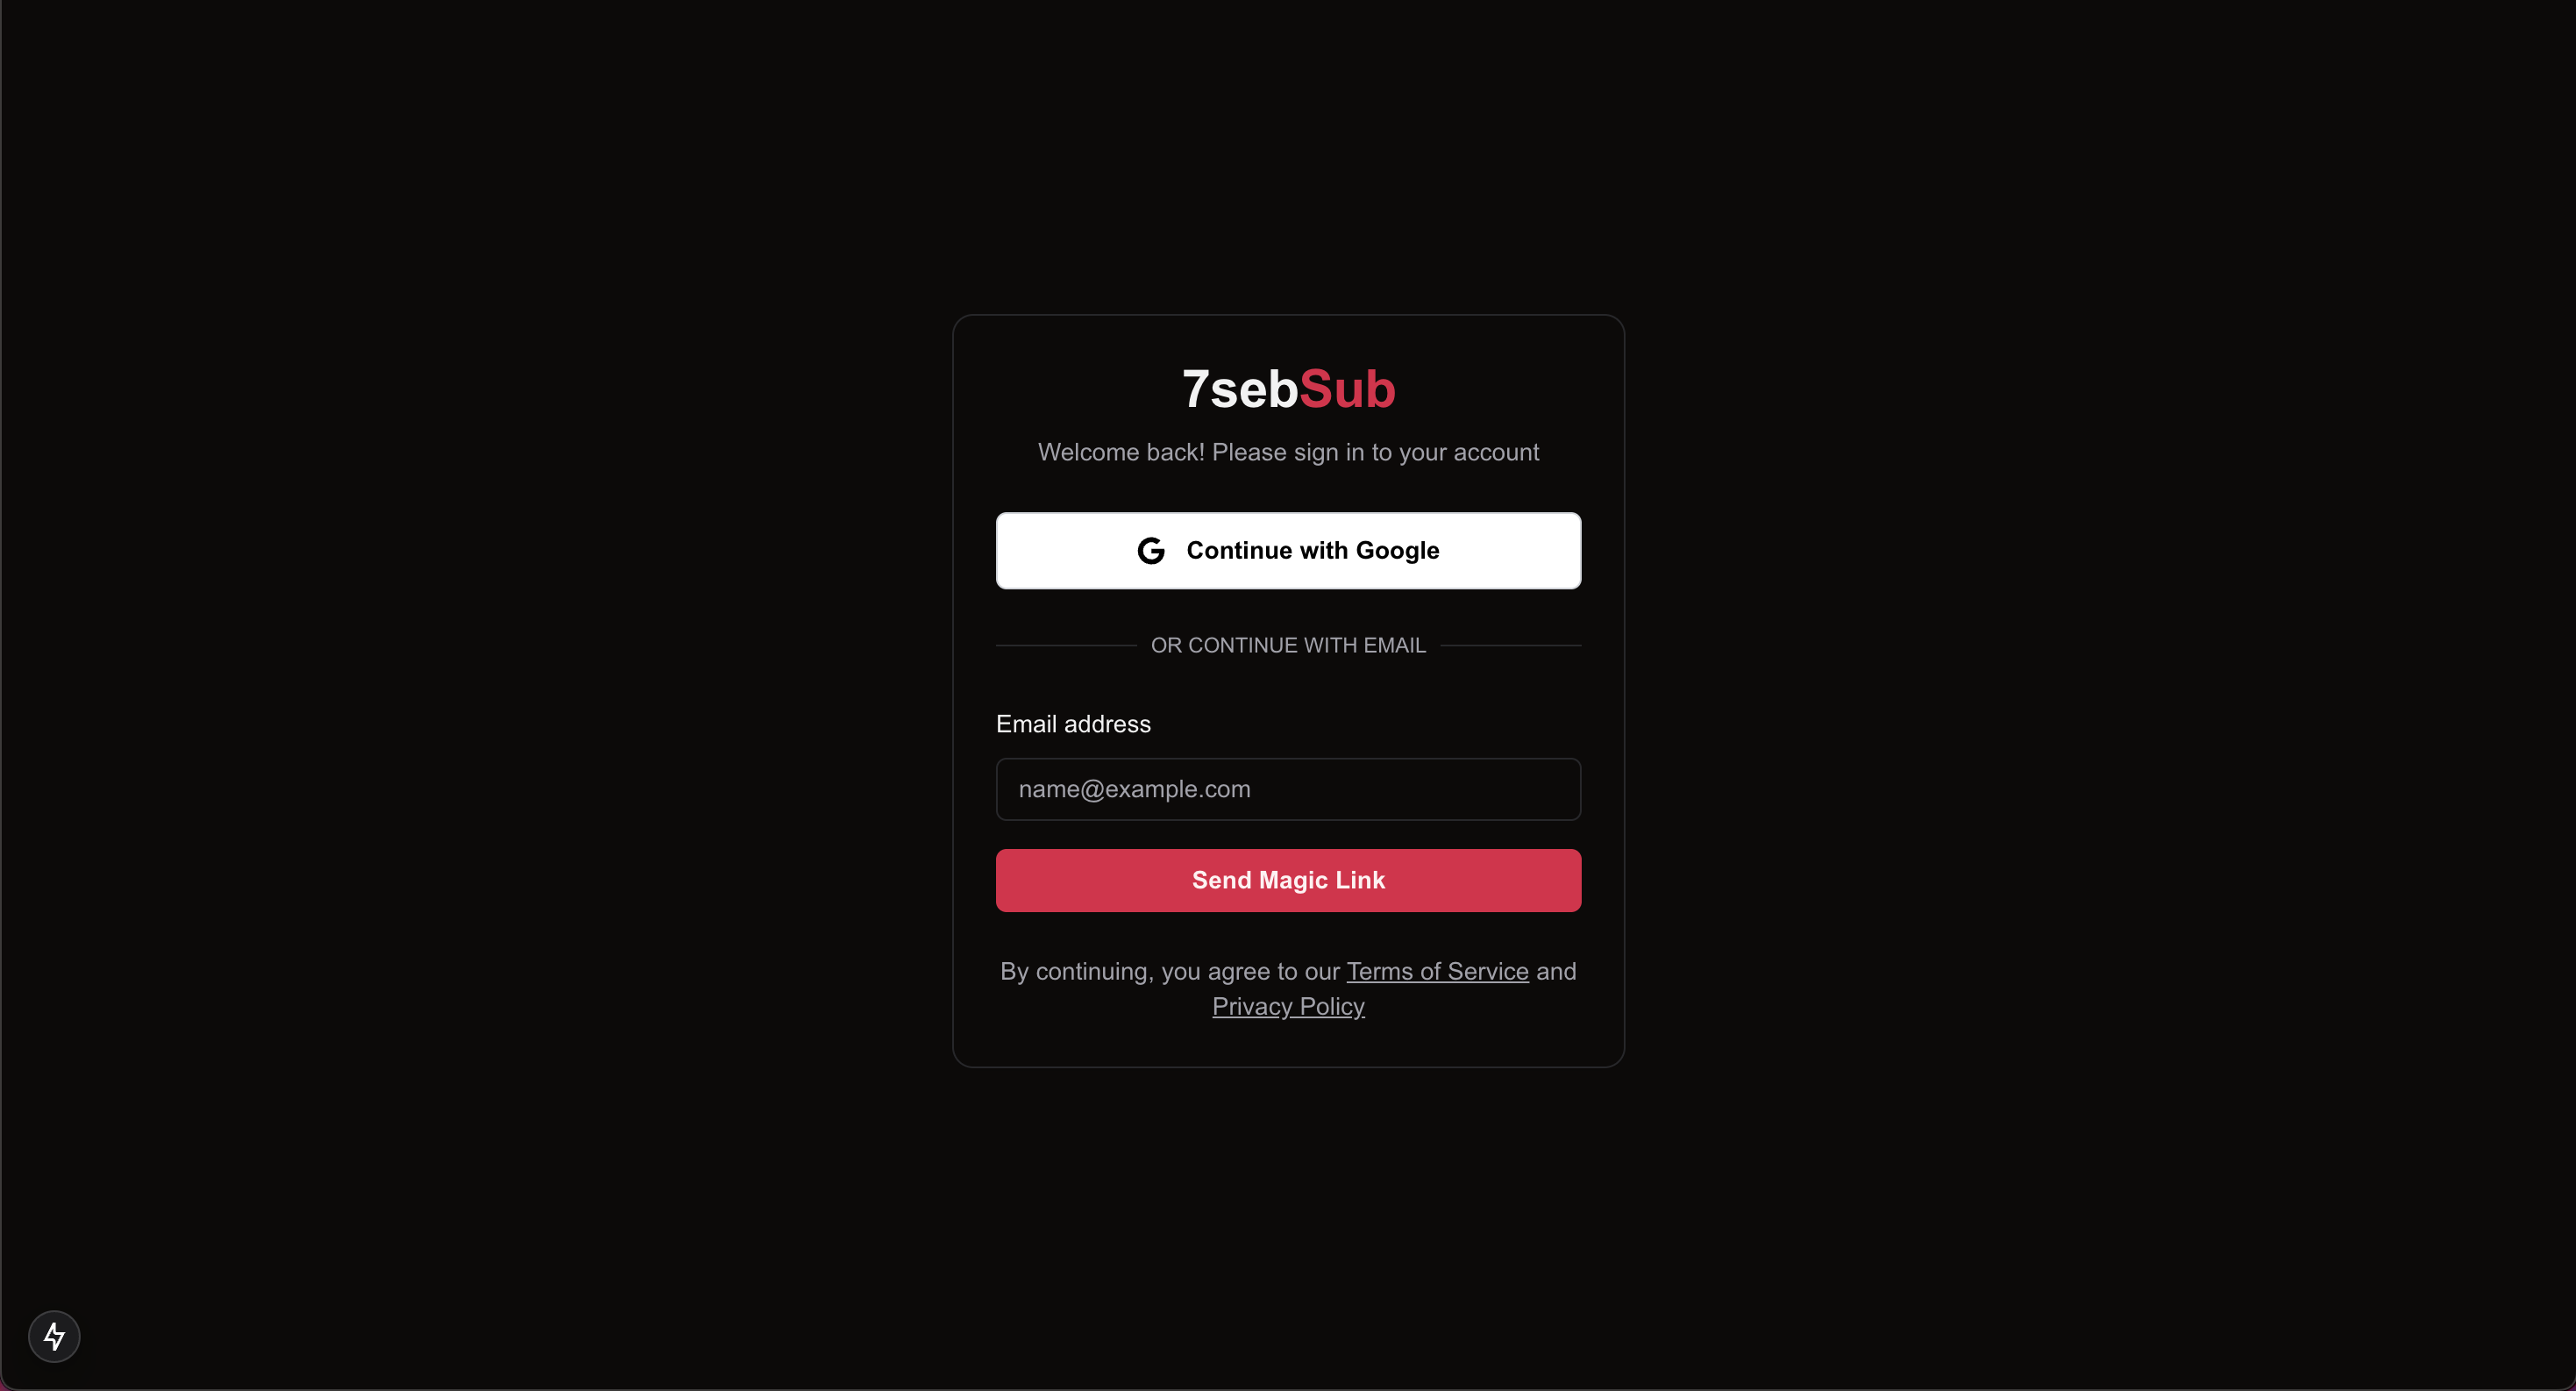 7sebSub
Welcome back! Please sign in to your account
Continue with Google
OR CONTINUE WITH EMAIL
Email address
name@example.com
Send Magic Link
By continuing, you agree to our Terms of Service and
Privacy Policy